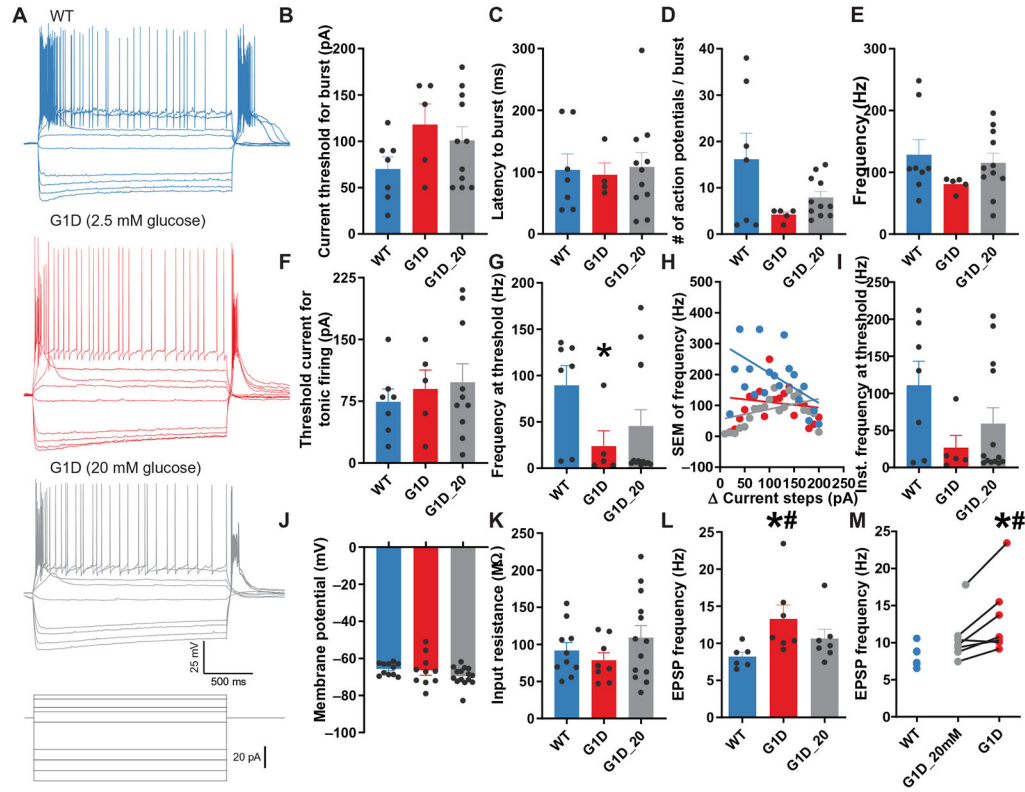 A
WT
G1D (2.5 mM glucose)
G1D (20 mM glucose)
25 mV
500 ms
20 pA
B
Current threshold for burst (pA)
200
150
100
50
0
WT
G1D
G1D_20
C
Latency to burst (ms)
300
200
100
0
WT
G1D
G1D_20
D
# of action potentials / burst
40
30
20
10
0
WT
G1D
G1D_20
E
Frequency (Hz)
300
200
100
0
WT
G1D
G1D_20
F
Threshold current for
tonic firing (pA)
225
150
75
0
WT
G1D
G1D_20
G
Frequency at threshold (Hz)
200
150
100
50
0
*
WT
G1D
G1D_20
H
SEM of frequency (Hz)
500
400
300
200
100
0
–100
0 50 100 150 200 250
Δ Current steps (pA)
I
Inst. frequency at threshold (Hz)
250
200
150
100
50
0
WT
G1D
G1D_20
J
Membrane potential (mV)
0
–20
–40
–60
–80
–100
K
Input resistance (MΩ)
250
200
150
100
50
0
WT
G1D
G1D_20
L
EPSP frequency (Hz)
25
20
15
10
5
0
*#
WT
G1D
G1D_20
M
EPSP frequency (Hz)
25
20
15
10
5
0
*#
WT
G1D_20mM
G1D